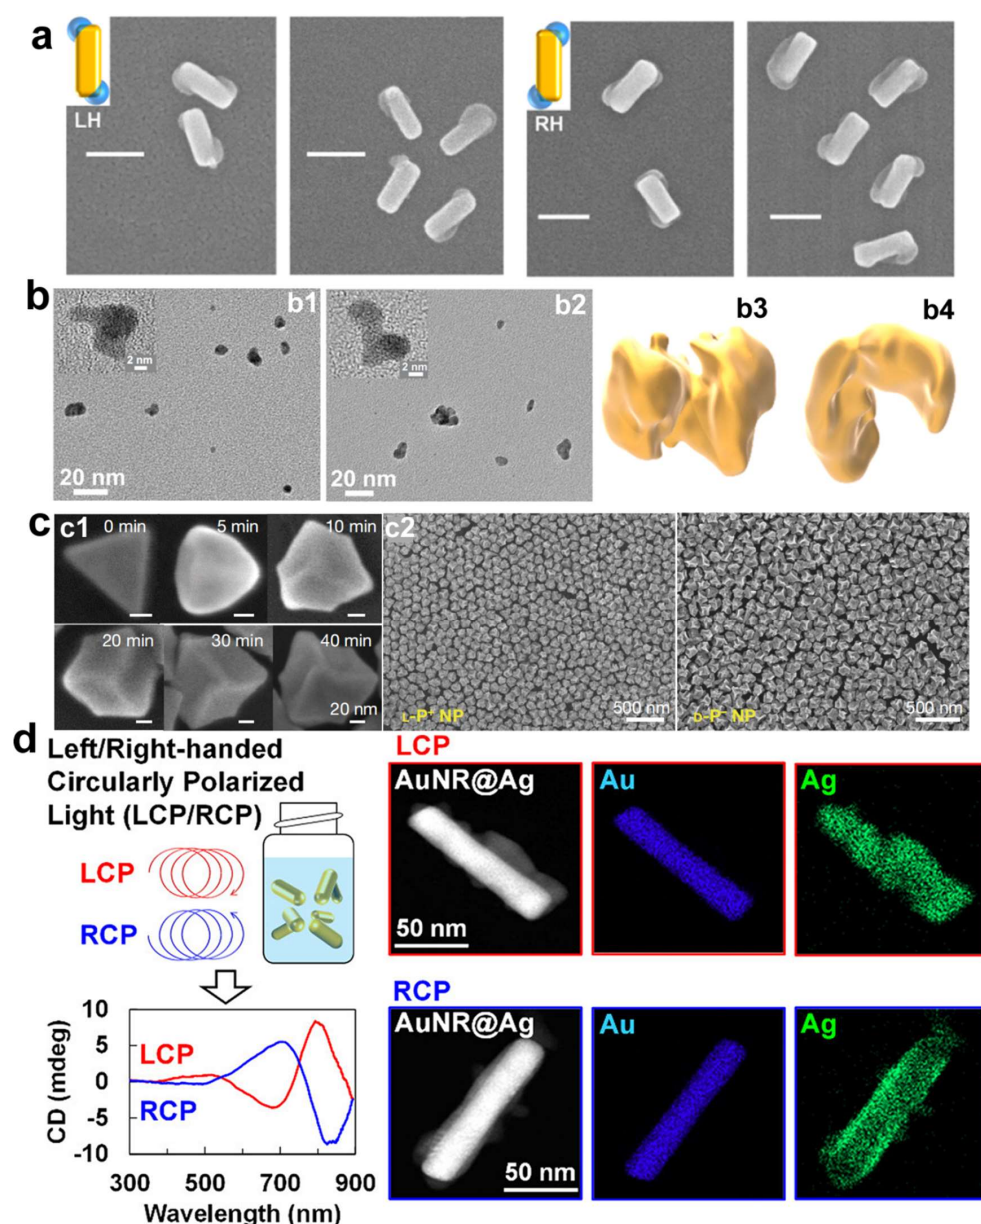 a
LH
RH
b
b1
2 nm
20 nm
b2
2 nm
20 nm
b3
b4
c
c1
0 min
5 min
10 min
20 min
30 min
40 min
20 nm
c2
L-P+ NP
500 nm
D-P- NP
500 nm
d
Left/Right-handed
Circularly Polarized
Light (LCP/RCP)
LCP
RCP
10
5
0
-5
-10
CD (mdeg)
LCP
RCP
300
500
700
900
Wavelength (nm)
LCP
AuNR@Ag
50 nm
Au
Ag
RCP
AuNR@Ag
50 nm
Au
Ag